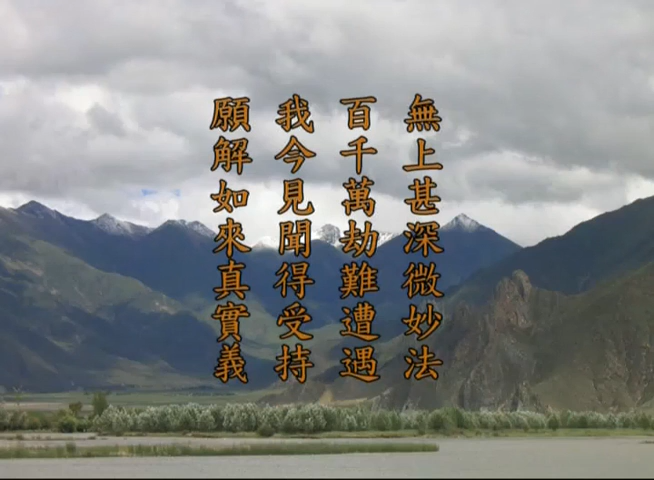 無上甚深微妙法
百千萬劫難遭遇
我今見聞得受持
願解如來真實義